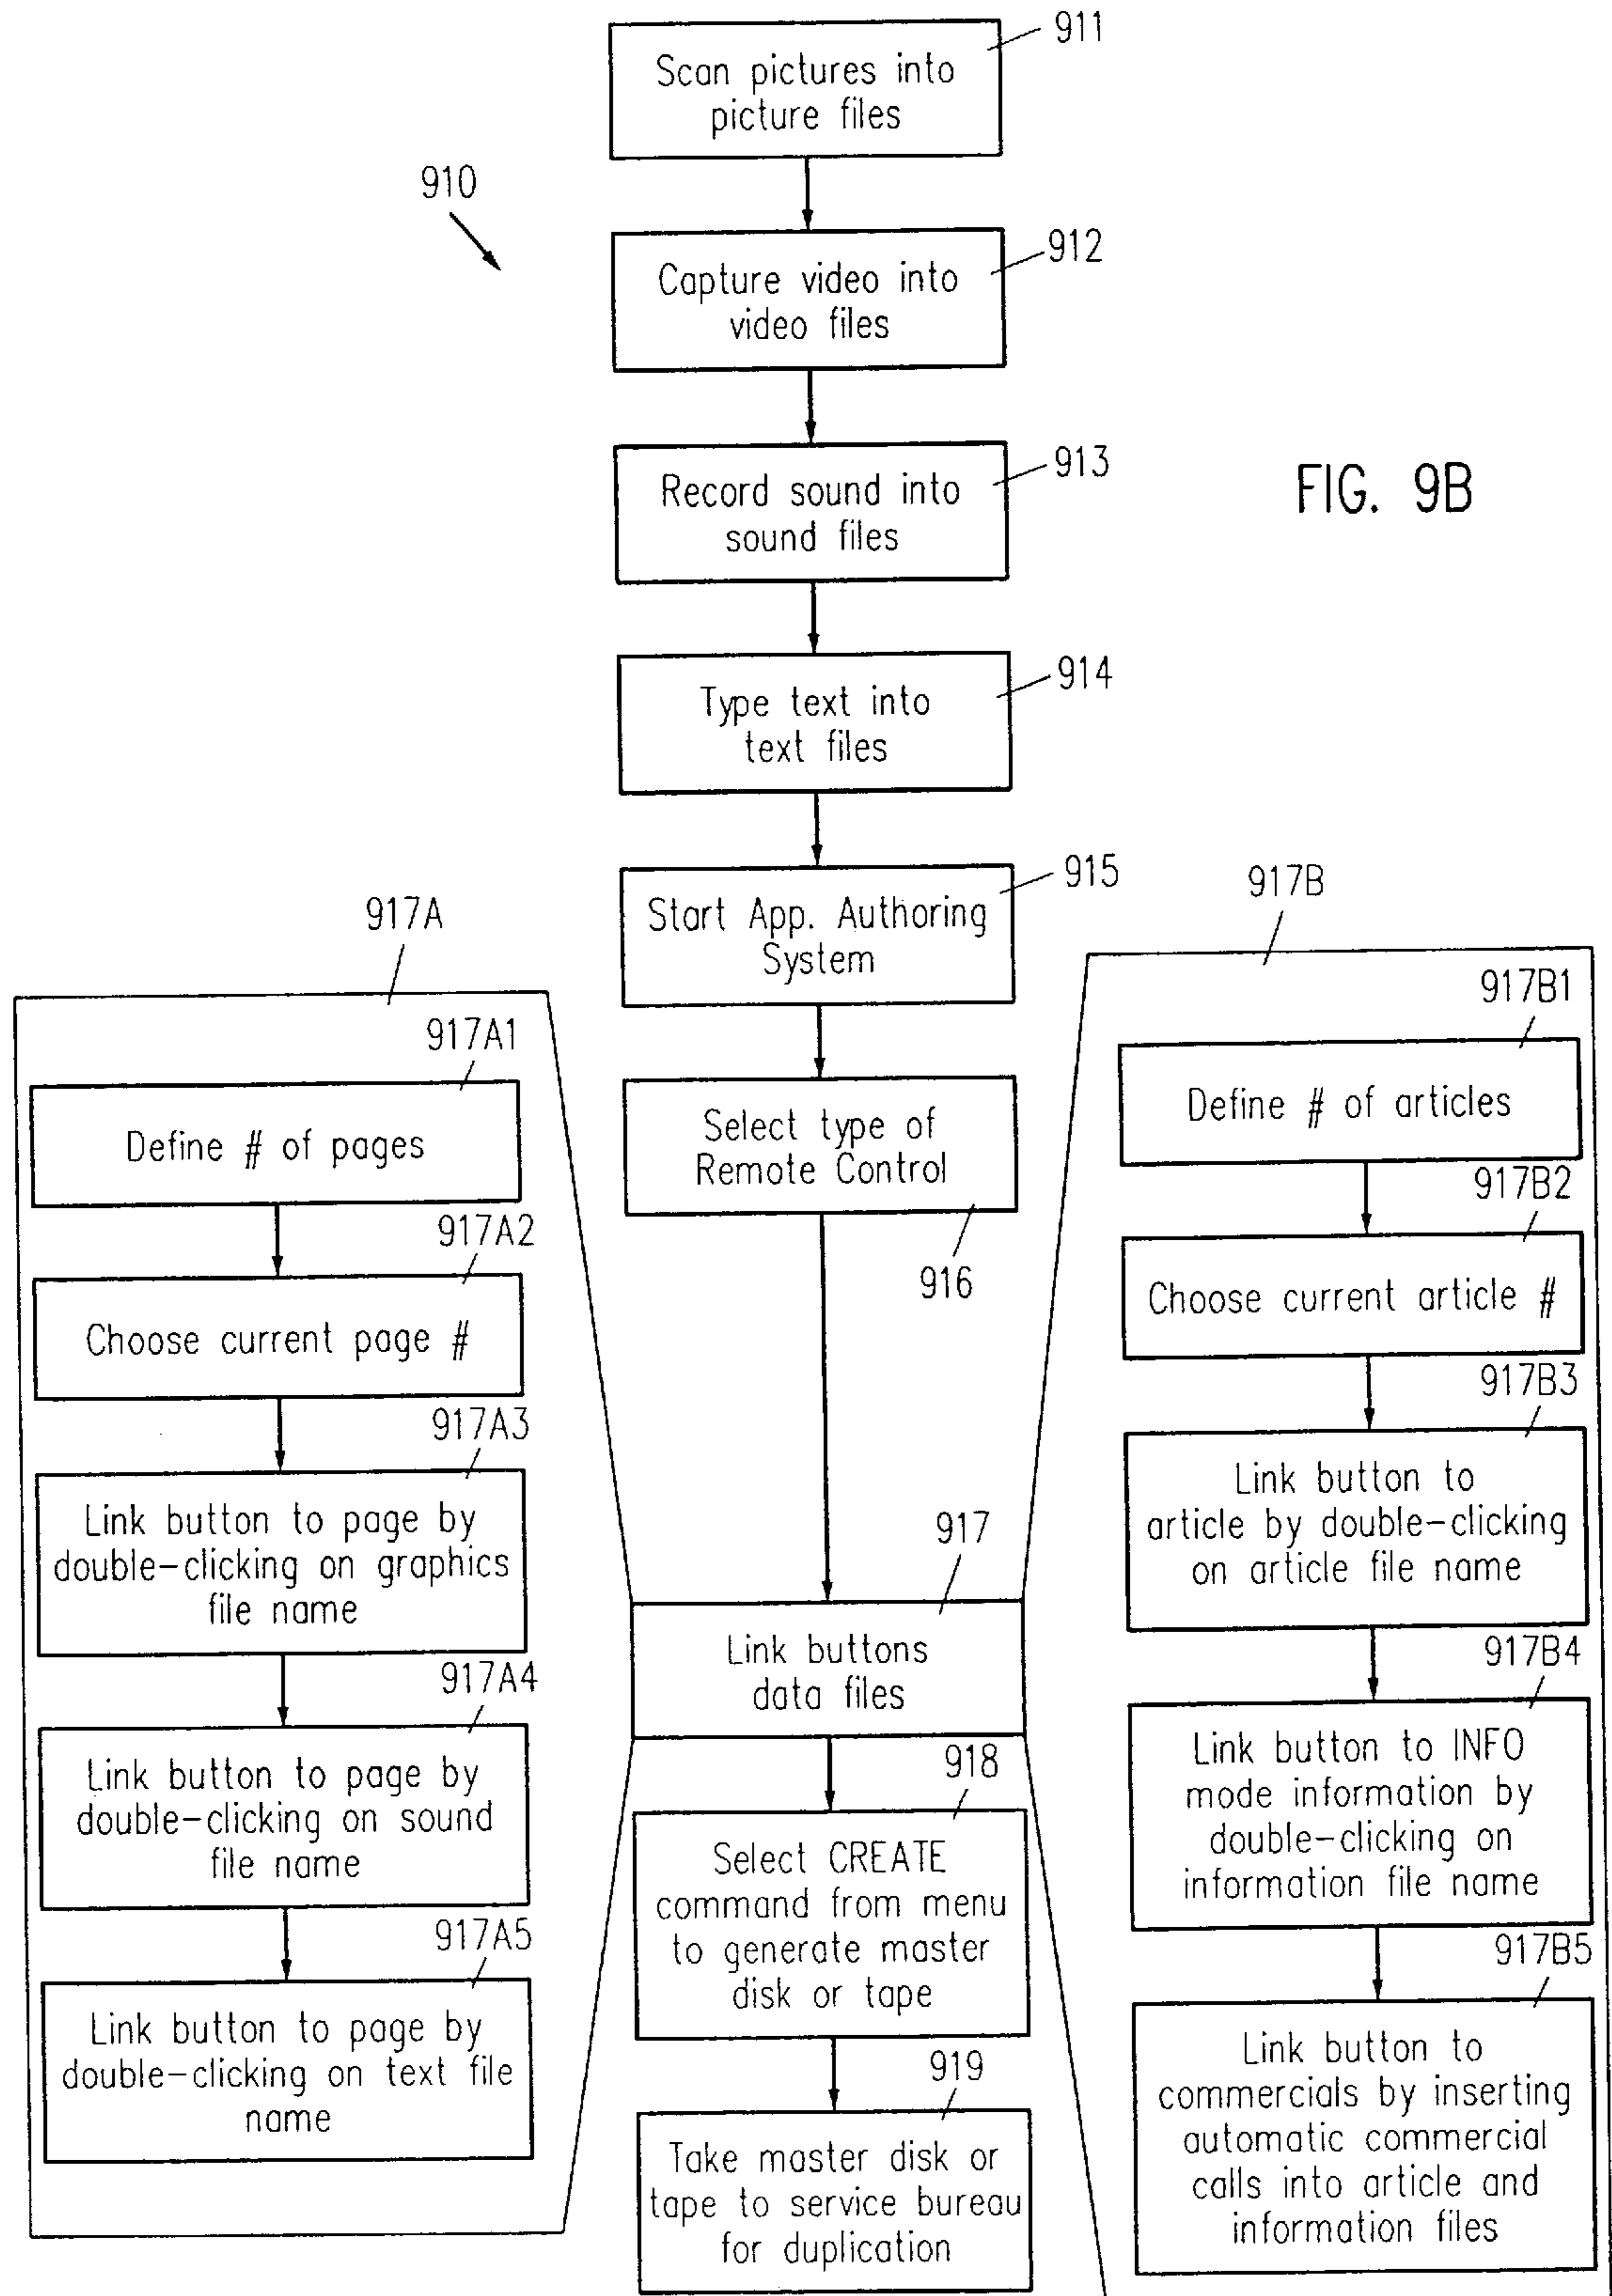 911
Scan pictures into
picture files
910
912
Capture video into
video files
913
Record sound into
sound files
FIG. 9B
914
Type text into
text files
915
Start App. Authoring
System
916
Select type of
Remote Control
917A
917A1
Define # of pages
917A2
Choose current page #
917A3
Link button to page by
double-clicking on graphics
file name
917A4
Link button to page by
double-clicking on sound
file name
917A5
Link button to page by
double-clicking on text file
name
917
Link buttons
data files
918
Select CREATE
command from menu
to generate master
disk or tape
919
Take master disk or
tape to service bureau
for duplication
917B
917B1
Define # of articles
917B2
Choose current article #
917B3
Link button to
article by double-clicking
on article file name
917B4
Link button to INFO
mode information by
double-clicking on
information file name
917B5
Link button to
commercials by inserting
automatic commercial
calls into article and
information files